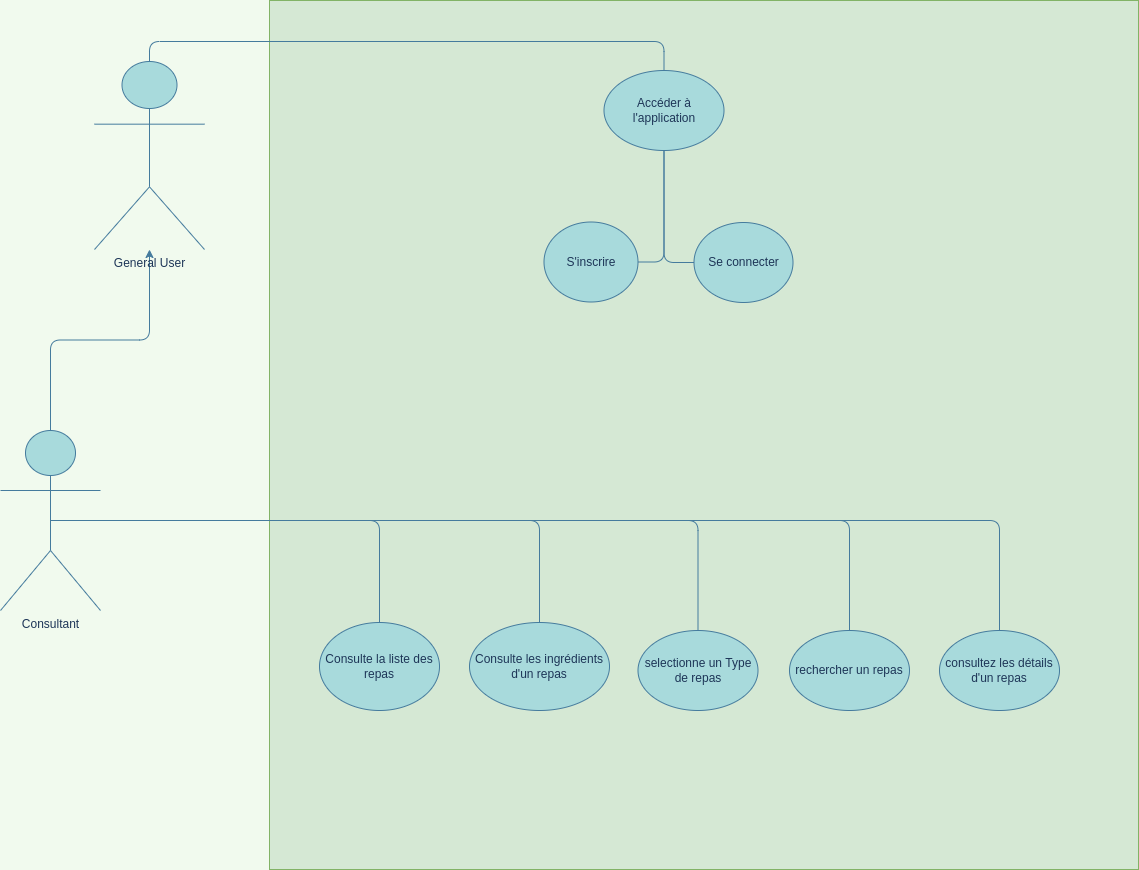 Accéder à
l'application
S'inscrire
Se connecter
General User
Consultant
Consulte la liste des
repas
Consulte les ingrédients
d'un repas
selectionne un Type
de repas
rechercher un repas
consultez les détails
d'un repas